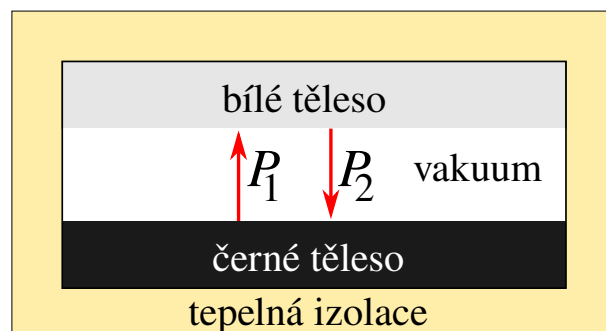 bílé těleso
P1 P2 vakuum
černé těleso
tepelná izolace